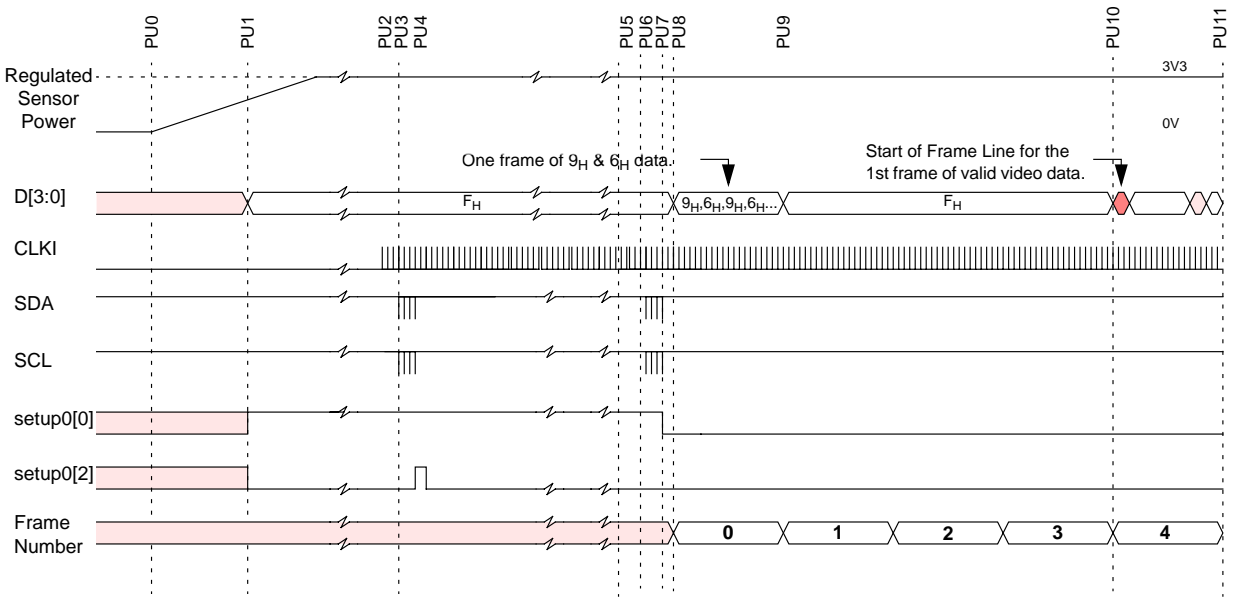 PU0
PU1
PU2
PU3
PU4
PU5
PU6
PU7
PU8
PU9
PU10
PU11
Regulated
Sensor
Power
3V3
0V
One frame of 9H & 6H data.
Start of Frame Line for the
1st frame of valid video data.
D[3:0]
FH
9H,6H,9H,6H...
FH
CLKI
SDA
SCL
setup0[0]
setup0[2]
Frame
Number
0
1
2
3
4